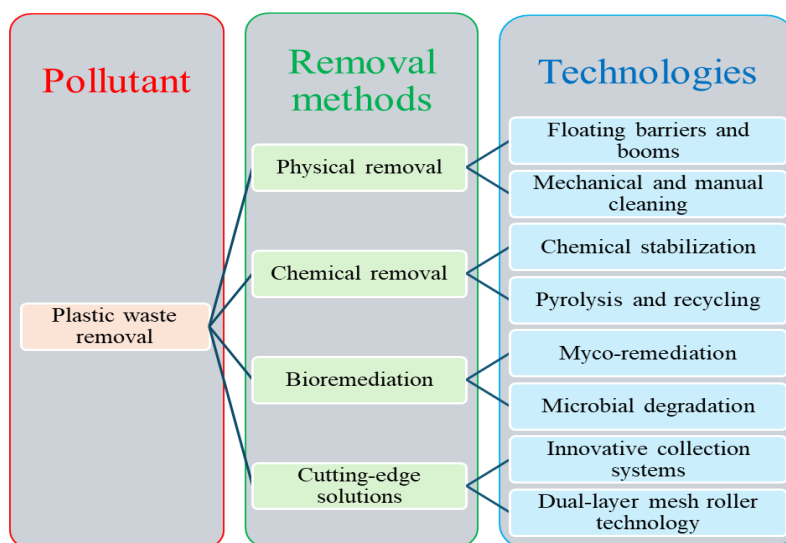 Pollutant
Removal
methods
Technologies
Plastic waste
removal
Physical removal
Chemical removal
Bioremediation
Cutting-edge
solutions
Floating barriers and
booms
Mechanical and manual
cleaning
Chemical stabilization
Pyrolysis and recycling
Myco-remediation
Microbial degradation
Innovative collection
systems
Dual-layer mesh roller
technology